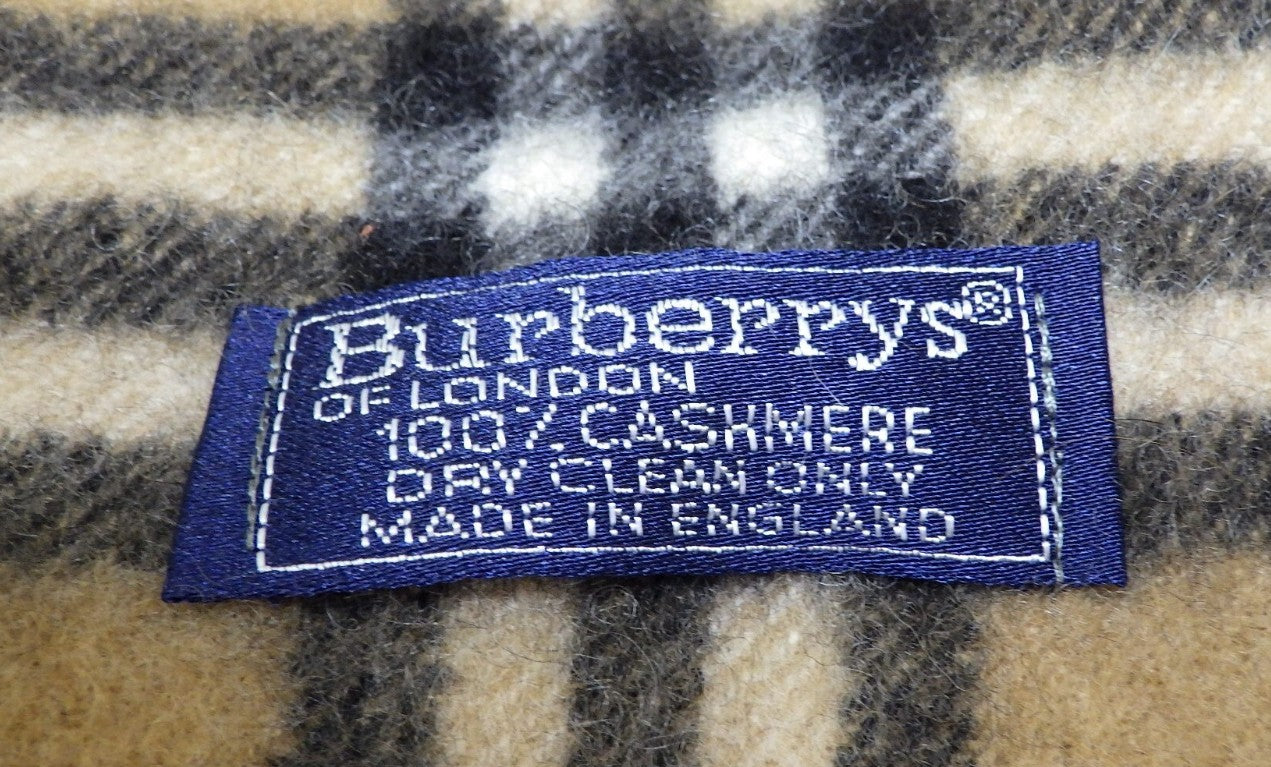 Burberrys®
OF LONDON
100% CASHMERE
DRY CLEAN ONLY
MADE IN ENGLAND